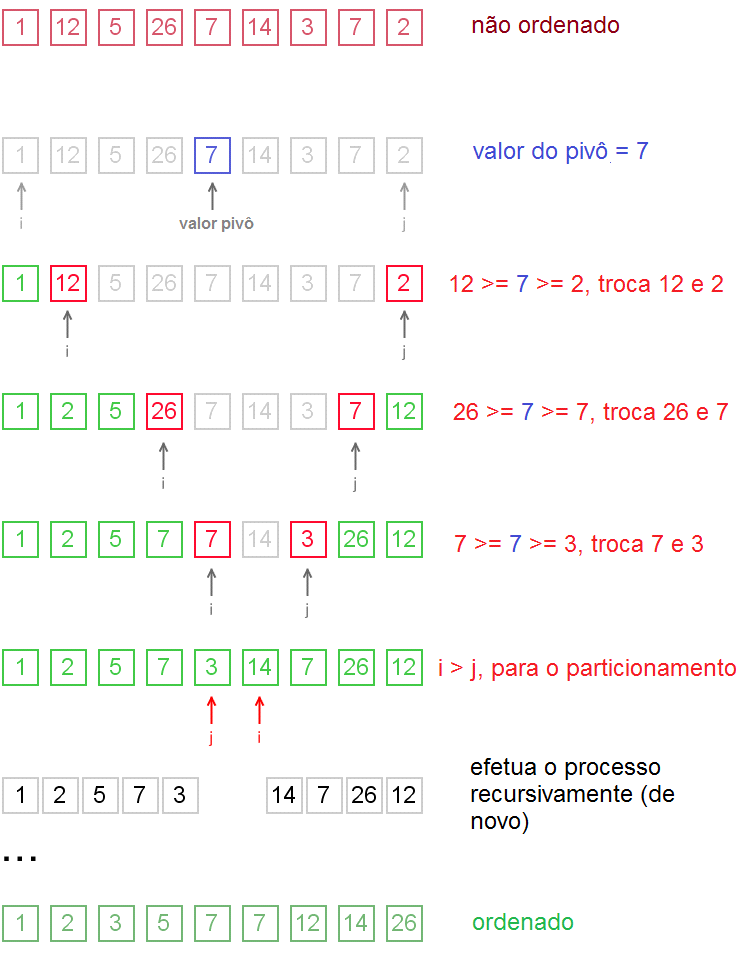 1 12 5 26 7 14 3 7 2 não ordenado
1 12 5 26 7 14 3 7 2 valor do pivô = 7
i valor pivô j
1 12 5 26 7 14 3 7 2 12 >= 7 >= 2, troca 12 e 2
i j
1 2 5 26 7 14 3 7 12 26 >= 7 >= 7, troca 26 e 7
i j
1 2 5 7 7 14 3 26 12 7 >= 7 >= 3, troca 7 e 3
i j
1 2 5 7 3 14 7 26 12 i > j, para o particionamento
j i
1 2 5 7 3 14 7 26 12
efetua o processo
recursivamente (de
novo)
...
1 2 3 5 7 7 12 14 26 ordenado